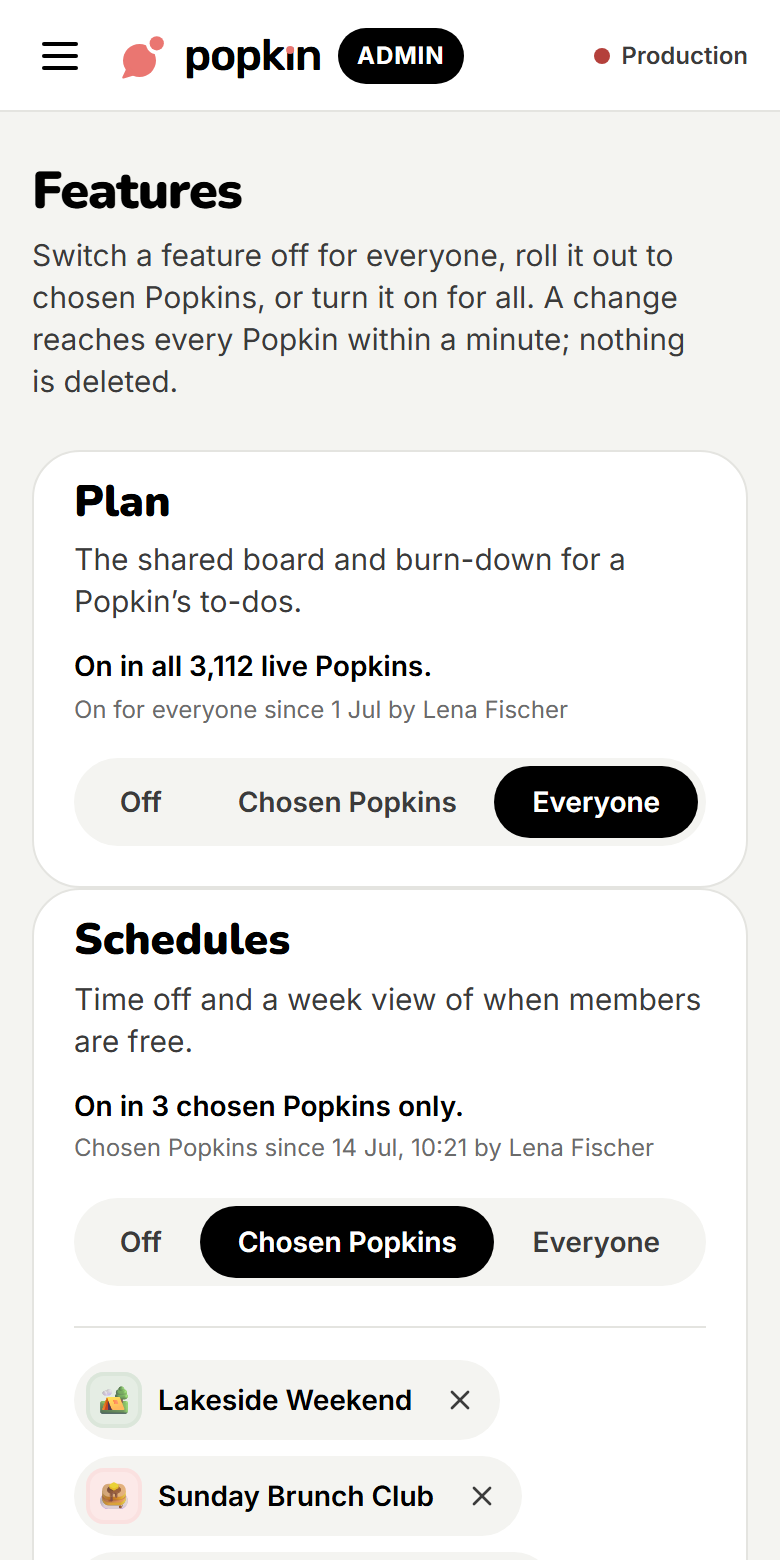 popkin ADMIN Production
Features
Switch a feature off for everyone, roll it out to
chosen Popkins, or turn it on for all. A change
reaches every Popkin within a minute; nothing
is deleted.
Plan
The shared board and burn-down for a
Popkin’s to-dos.
On in all 3,112 live Popkins.
On for everyone since 1 Jul by Lena Fischer
Off Chosen Popkins Everyone
Schedules
Time off and a week view of when members
are free.
On in 3 chosen Popkins only.
Chosen Popkins since 14 Jul, 10:21 by Lena Fischer
Off Chosen Popkins Everyone
Lakeside Weekend
Sunday Brunch Club